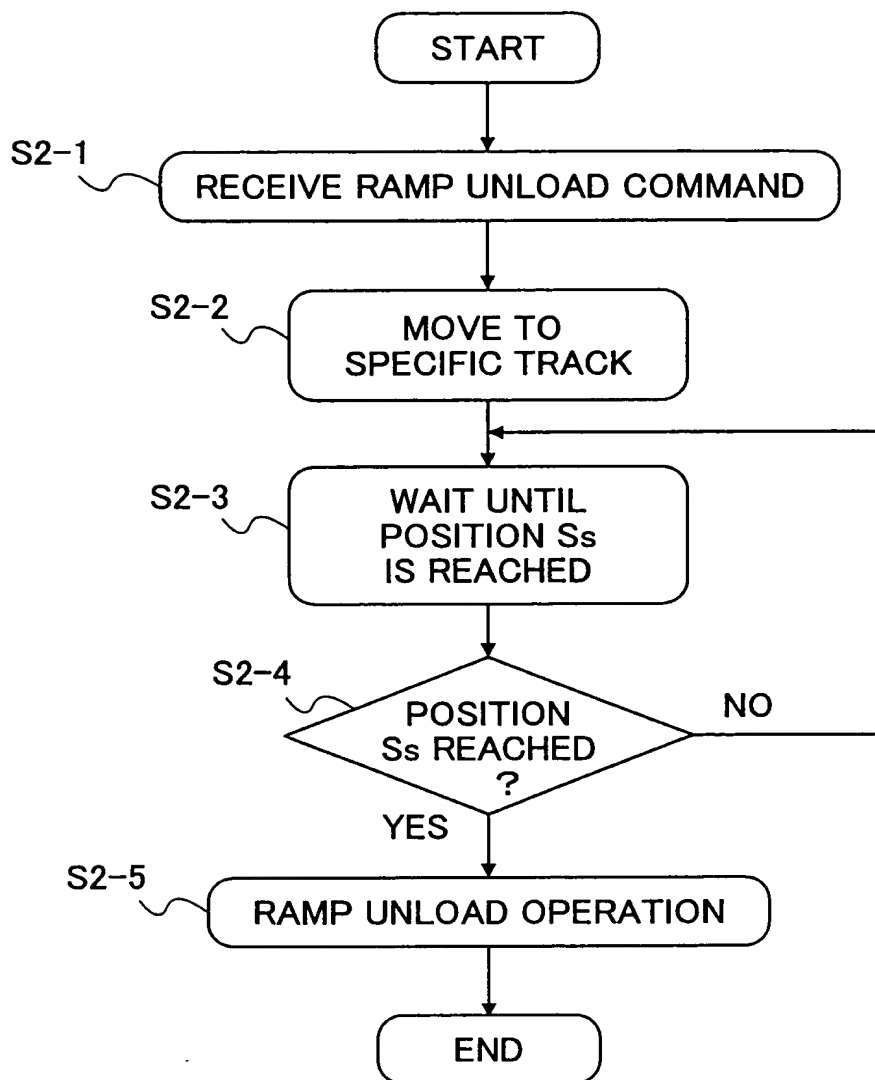 START
S2-1
RECEIVE RAMP UNLOAD COMMAND
S2-2
MOVE TO
SPECIFIC TRACK
S2-3
WAIT UNTIL
POSITION Ss
IS REACHED
S2-4
POSITION
Ss REACHED
?
NO
YES
S2-5
RAMP UNLOAD OPERATION
END